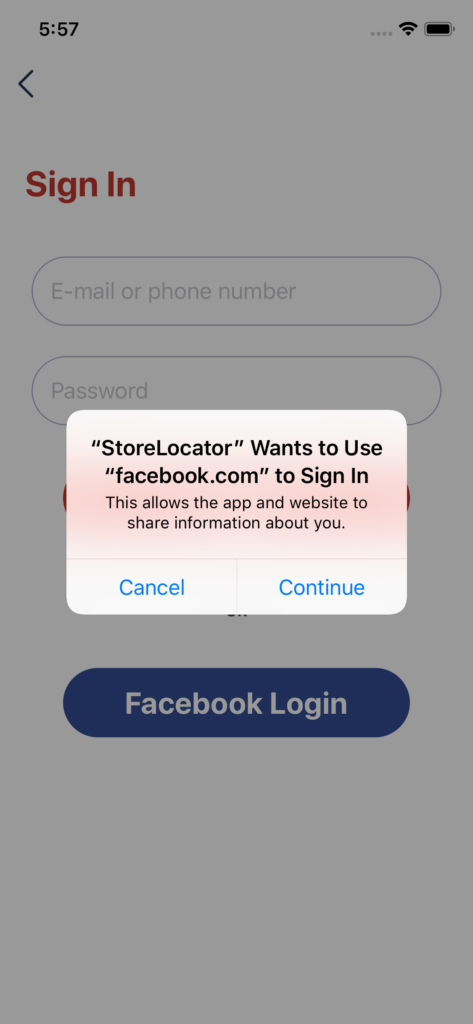 5:57
Sign In
E-mail or phone number
Password
“StoreLocator” Wants to Use
“facebook.com” to Sign In
This allows the app and website to
share information about you.
Cancel
Continue
Facebook Login